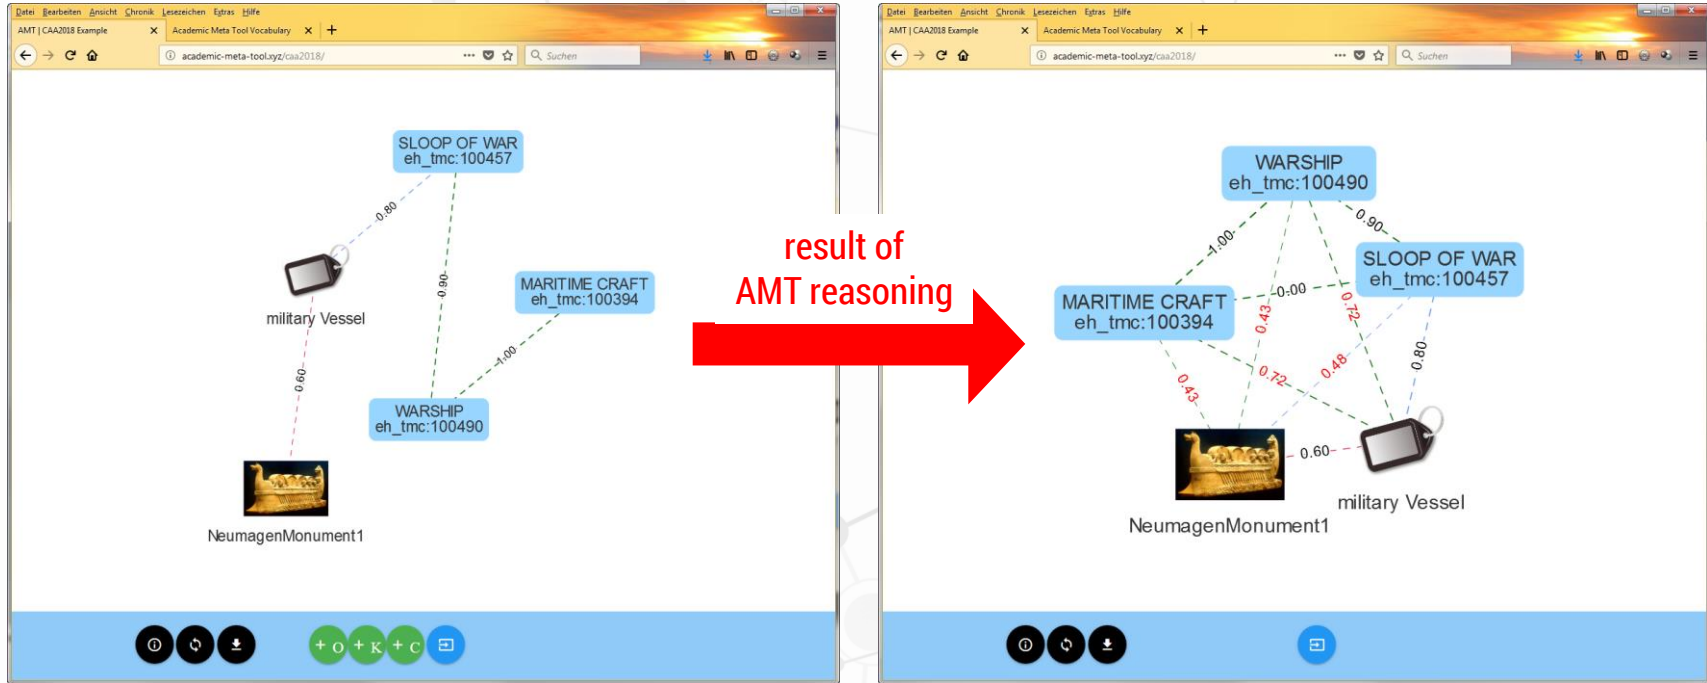 Datei Bearbeiten Ansicht Chronik Lesezeichen Extras Hilfe
AMT | CAA2018 Example × Academic Meta Tool Vocabulary × +
academic-meta-tool.xyz/caa2018/ Suchen
SLOOP OF WAR
eh_tmc:100457
0.80
0.90
MARITIME CRAFT
eh_tmc:100394
military Vessel
1.00
0.60
WARSHIP
eh_tmc:100490
NeumagenMonument1
+ O + K + C
result of
AMT reasoning
Datei Bearbeiten Ansicht Chronik Lesezeichen Extras Hilfe
AMT | CAA2018 Example × Academic Meta Tool Vocabulary × +
academic-meta-tool.xyz/caa2018/ Suchen
WARSHIP
eh_tmc:100490
0.90
1.00
SLOOP OF WAR
eh_tmc:100457
MARITIME CRAFT
eh_tmc:100394
0.00
0.43
0.72
0.80
0.43
0.72
0.48
0.60
military Vessel
NeumagenMonument1